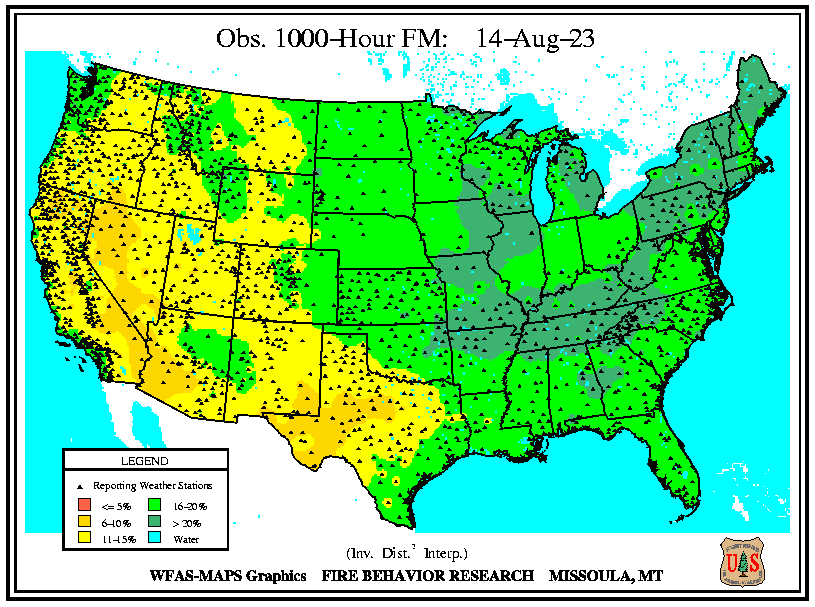 Obs. 1000-Hour FM: 14-Aug-23
LEGEND
Reporting Weather Stations
<= 5% 16-20%
6-10% > 20%
11-15% Water
(Inv. Dist.² Interp.)
WFAS-MAPS Graphics FIRE BEHAVIOR RESEARCH MISSOULA, MT
U S